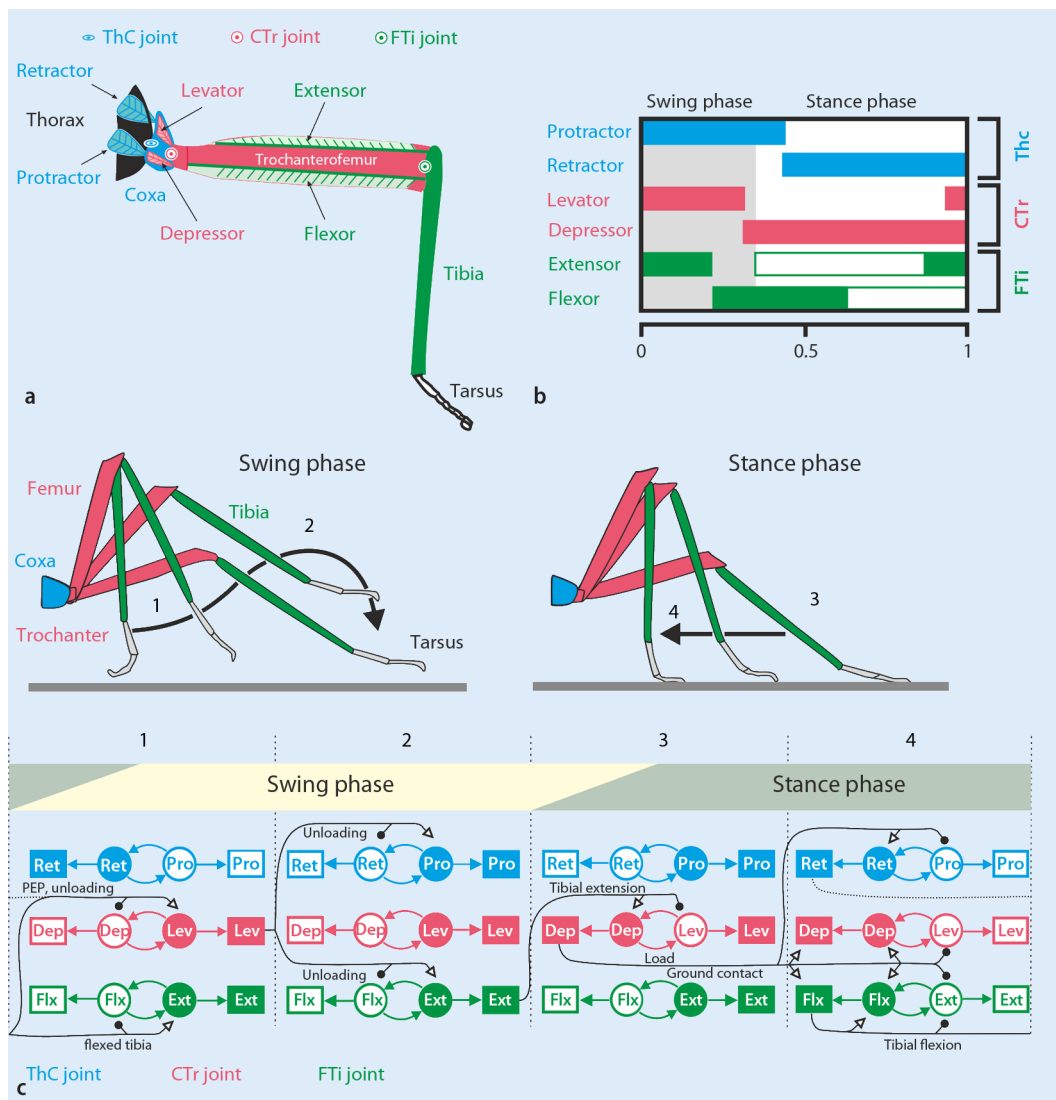 ThC joint CTr joint FTi joint
Retractor
Levator
Extensor
Thorax
Trochanterofemur
Protractor
Coxa
Depressor
Flexor
Tibia
Tarsus
a
Swing phase Stance phase
Protractor
Retractor
Levator
Depressor
Extensor
Flexor
Thc
CTr
FTi
0 0.5 1
b
Swing phase
Femur
Tibia
2
Coxa
1
Trochanter
Tarsus
Stance phase
4
3
1 2 3 4
Swing phase Stance phase
Unloading
Ret Ret Pro Pro Ret Ret Pro Pro Ret Ret Pro Pro Ret Ret Pro Pro
PEP, unloading Tibial extension
Dep Dep Lev Lev Dep Dep Lev Lev Dep Dep Lev Lev Dep Dep Lev Lev
Load
Unloading Ground contact
Flx Flx Ext Ext Flx Flx Ext Ext Flx Flx Ext Ext Flx Flx Ext Ext
flexed tibia Tibial flexion
ThC joint CTr joint FTi joint
c